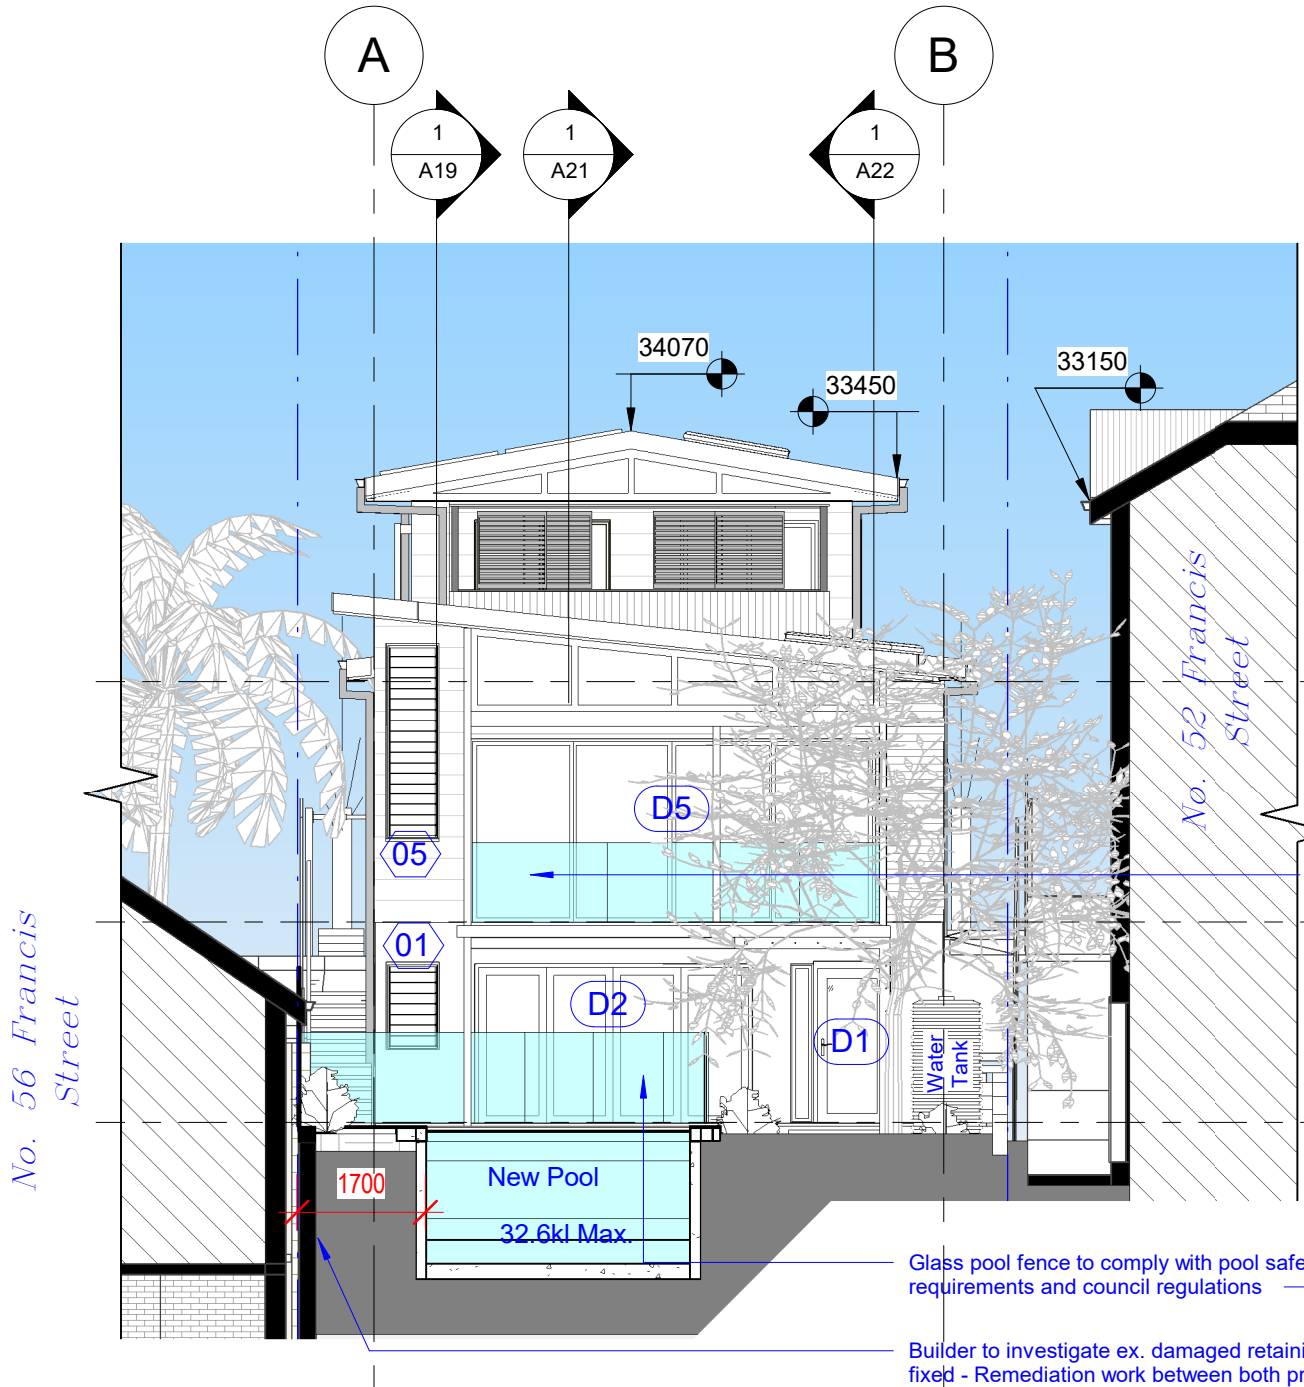 A
B
1
A19
1
A21
1
A22
34070
33450
33150
No. 52 Francis
Street
D5
05
01
D2
D1
Water
Tank
No. 56 Francis
Street
1700
New Pool
32.6kl Max.
Glass pool fence to comply with pool safe
requirements and council regulations
Builder to investigate ex. damaged retaini
fixed - Remediation work between both pr